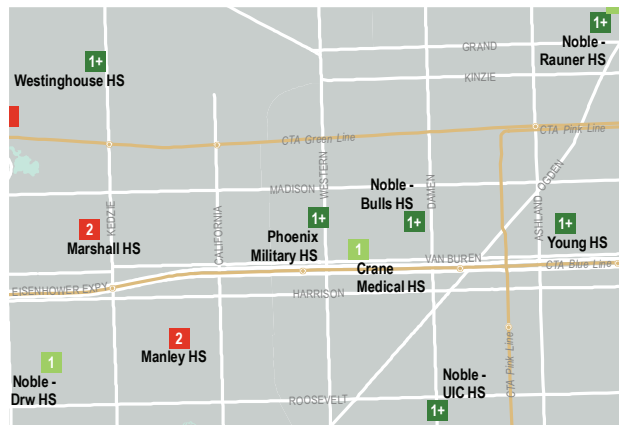 1+
Noble -
Rauner HS
GRAND
KINZIE
1+
Westinghouse HS
CTA Green Line
CTA Pink Line
MADISON
WESTERN
Noble -
Bulls HS
1+
DAMEN
OGDEN
ASHLAND
KEDZIE
CALIFORNIA
2
Marshall HS
1+
Phoenix
Military HS
1
Crane
Medical HS
VAN BUREN
1+
Young HS
CTA Blue Line
EISENHOWER EXPY
HARRISON
2
Manley HS
1
Noble -
Drw HS
CTA Pink Line
Noble -
UIC HS
1+
ROOSEVELT